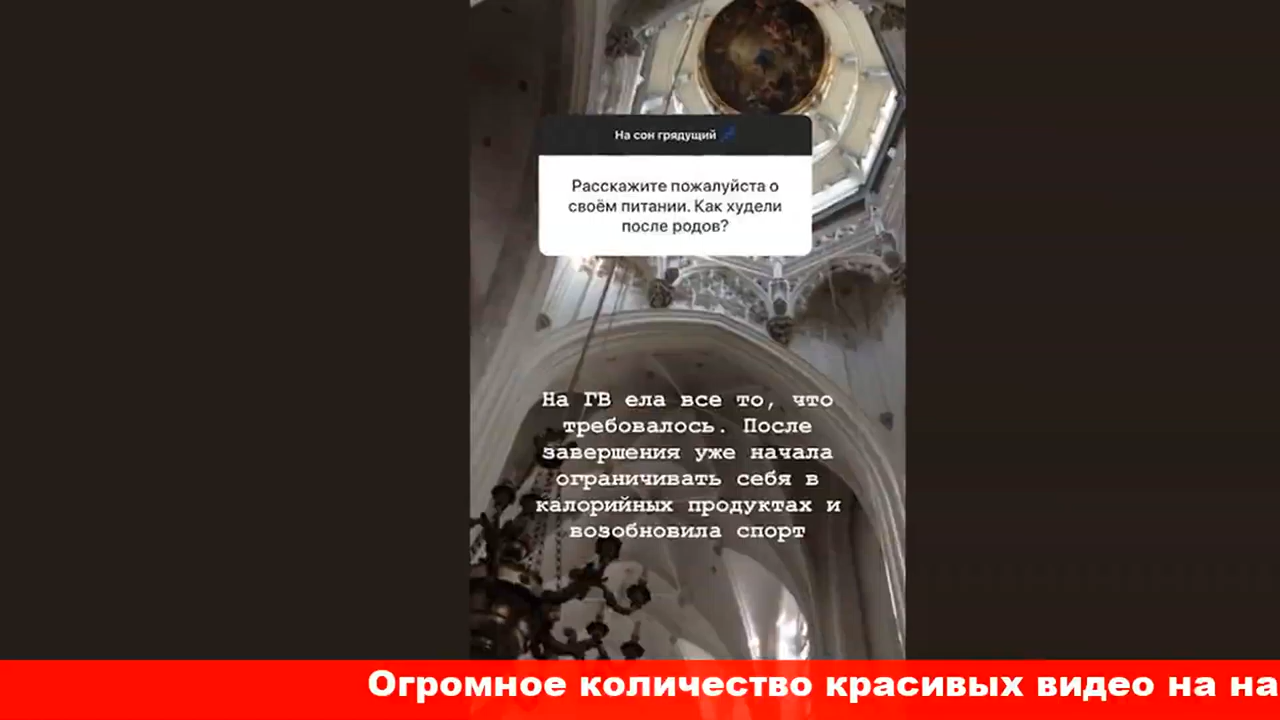 На сон грядущий
Расскажите пожалуйста о
своём питании. Как худели
после родов?
На ГВ ела все то, что
требовалось. После
завершения уже начала
ограничивать себя в
калорийных продуктах и
возобновила спорт
Огромное количество красивых видео на на